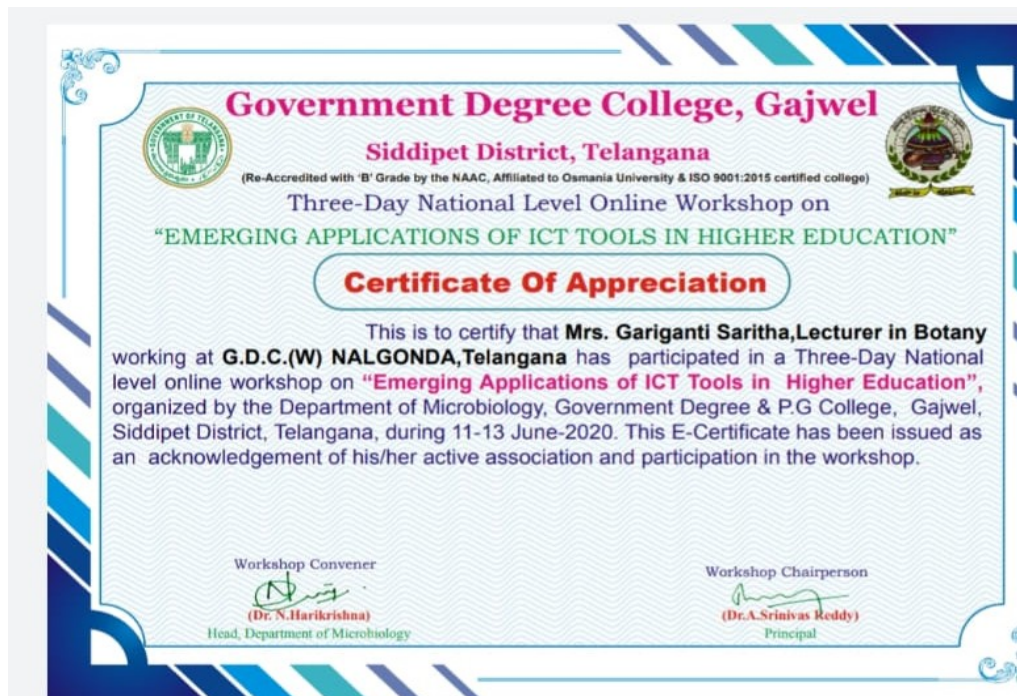 Government Degree College, Gajwel
GOVERNMENT OF TELANGANA
Siddipet District, Telangana
(Re-Accredited with 'B' Grade by the NAAC, Affiliated to Osmania University & ISO 9001:2015 certified college)
Three-Day National Level Online Workshop on
“EMERGING APPLICATIONS OF ICT TOOLS IN HIGHER EDUCATION”
Certificate Of Appreciation
This is to certify that Mrs. Gariganti Saritha,Lecturer in Botany
working at G.D.C.(W) NALGONDA,Telangana has participated in a Three-Day National
level online workshop on “Emerging Applications of ICT Tools in Higher Education”,
organized by the Department of Microbiology, Government Degree & P.G College, Gajwel,
Siddipet District, Telangana, during 11-13 June-2020. This E-Certificate has been issued as
an acknowledgement of his/her active association and participation in the workshop.
Workshop Convener
(Dr. N.Harikrishna)
Head, Department of Microbiology
Workshop Chairperson
(Dr.A.Srinivas Reddy)
Principal